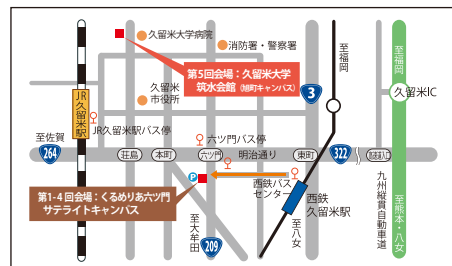 久留米大学病院
消防署・警察署
至福岡
至福岡
第5回会場：久留米大学
筑水会館（旭町キャンパス）
3
久留米IC
久留米
市役所
JR久留米駅
JR久留米駅バス停
六ツ門バス停
至佐賀
264
荘島
本町
六ツ門
明治通り
東町
322
第1-4回会場：くるめりあ六ツ門
サテライトキャンパス
P
西鉄バス
センター
西鉄
久留米駅
至大牟田
209
至八女
九州縦貫自動車道
至熊本・八女